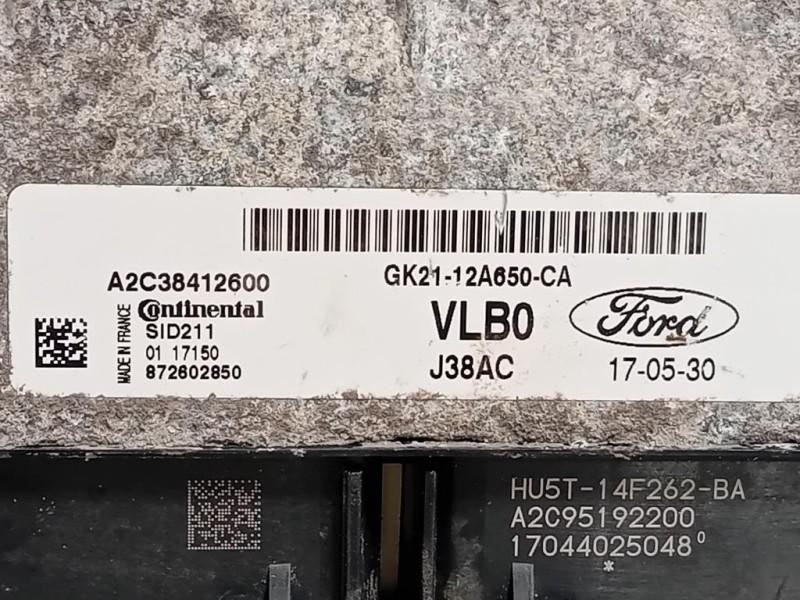 A2C38412600
Continental
SID211
01 17150
872602850
MADE IN FRANCE
GK21-12A650-CA
VLB0
J38AC
Ford
17-05-30
HU5T-14F262-BA
A2C95192200
17044025048⁰
*